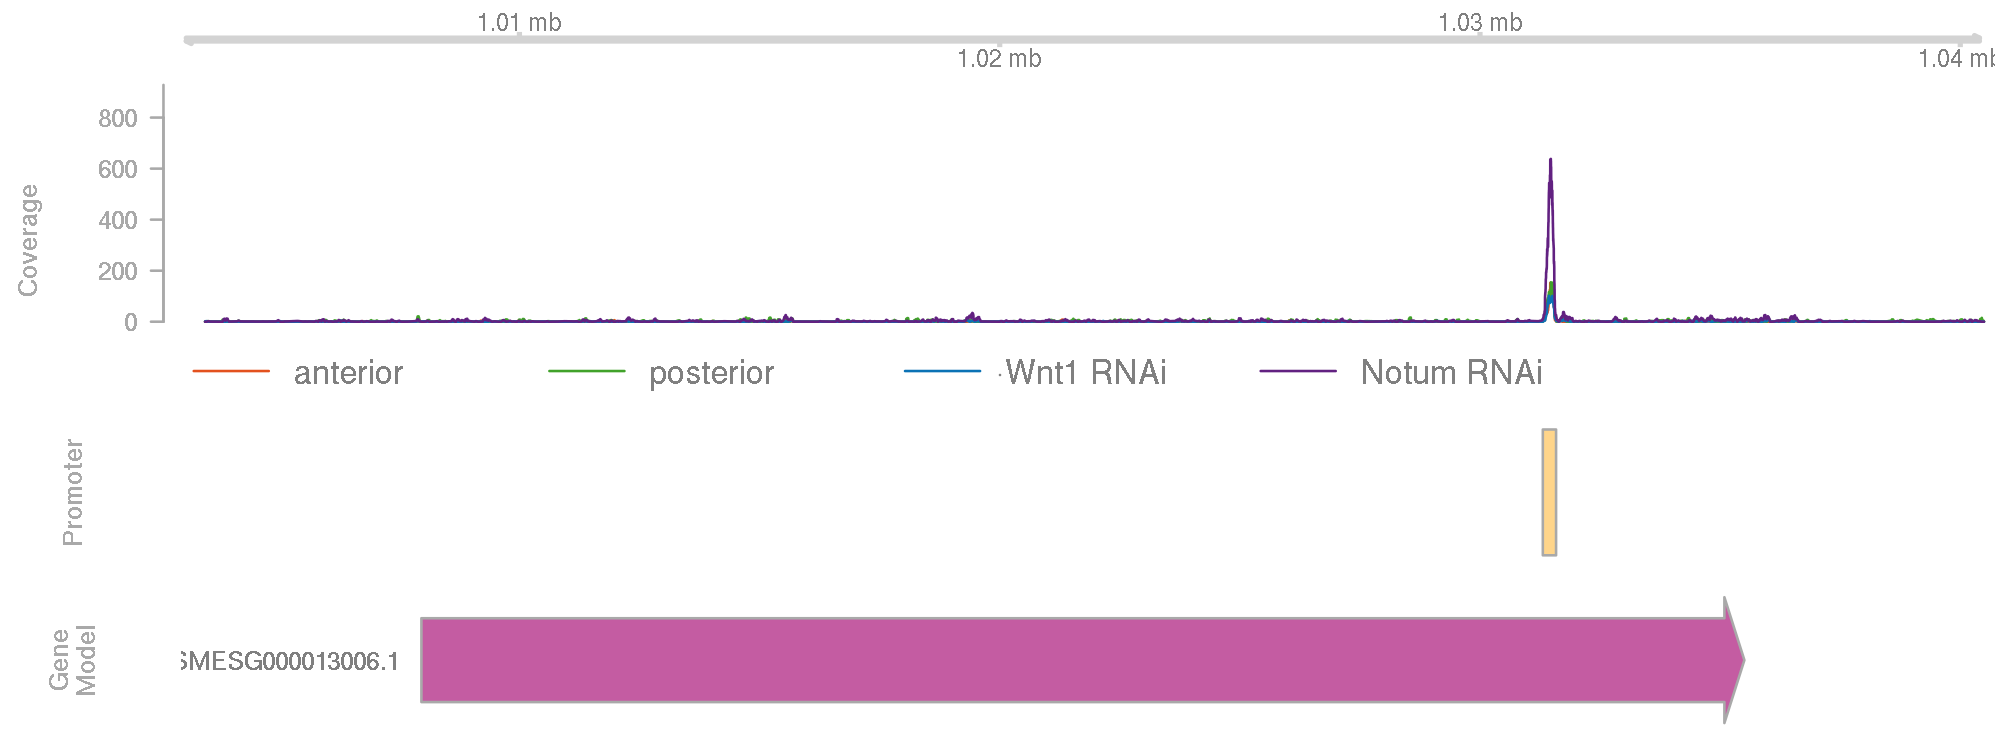 1.01 mb
1.03 mb
1.02 mb
1.04 mb
800
600
400
200
0
Coverage
anterior posterior Wnt1 RNAi Notum RNAi
Promoter
Gene
Model
SMESG000013006.1